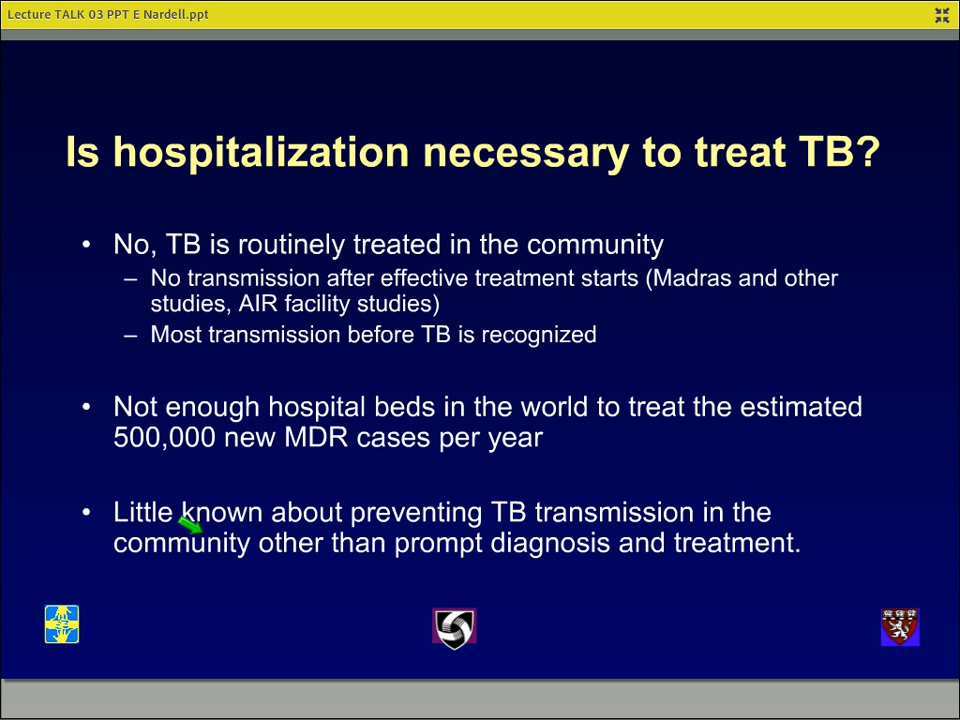 Lecture TALK 03 PPT E Nardell.ppt
Is hospitalization necessary to treat TB?
• No, TB is routinely treated in the community
– No transmission after effective treatment starts (Madras and other
studies, AIR facility studies)
– Most transmission before TB is recognized
• Not enough hospital beds in the world to treat the estimated
500,000 new MDR cases per year
• Little known about preventing TB transmission in the
community other than prompt diagnosis and treatment.